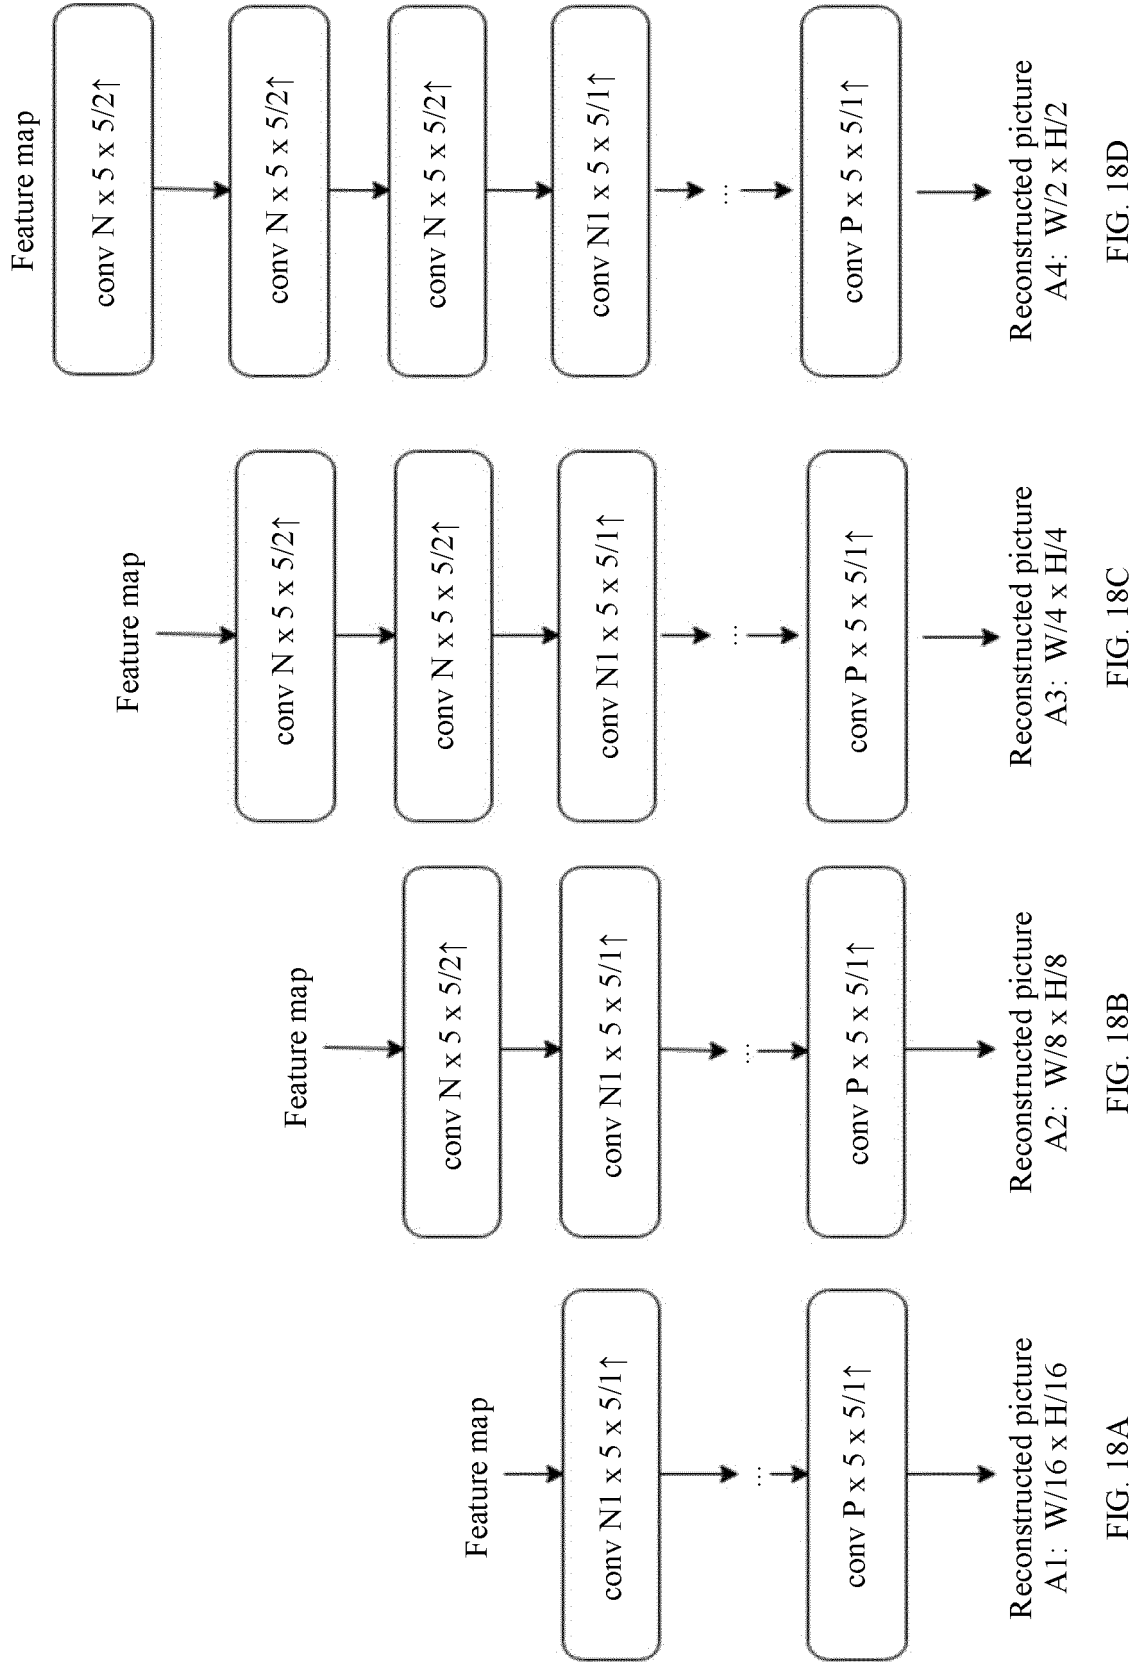 Feature map
conv N1 x 5 x 5/1↑
...
conv P x 5 x 5/1↑
Reconstructed picture
A1: W/16 x H/16
FIG. 18A
Feature map
conv N x 5 x 5/2↑
conv N1 x 5 x 5/1↑
...
conv P x 5 x 5/1↑
Reconstructed picture
A2: W/8 x H/8
FIG. 18B
Feature map
conv N x 5 x 5/2↑
conv N x 5 x 5/2↑
conv N1 x 5 x 5/1↑
...
conv P x 5 x 5/1↑
Reconstructed picture
A3: W/4 x H/4
FIG. 18C
Feature map
conv N x 5 x 5/2↑
conv N x 5 x 5/2↑
conv N x 5 x 5/2↑
conv N1 x 5 x 5/1↑
...
conv P x 5 x 5/1↑
Reconstructed picture
A4: W/2 x H/2
FIG. 18D